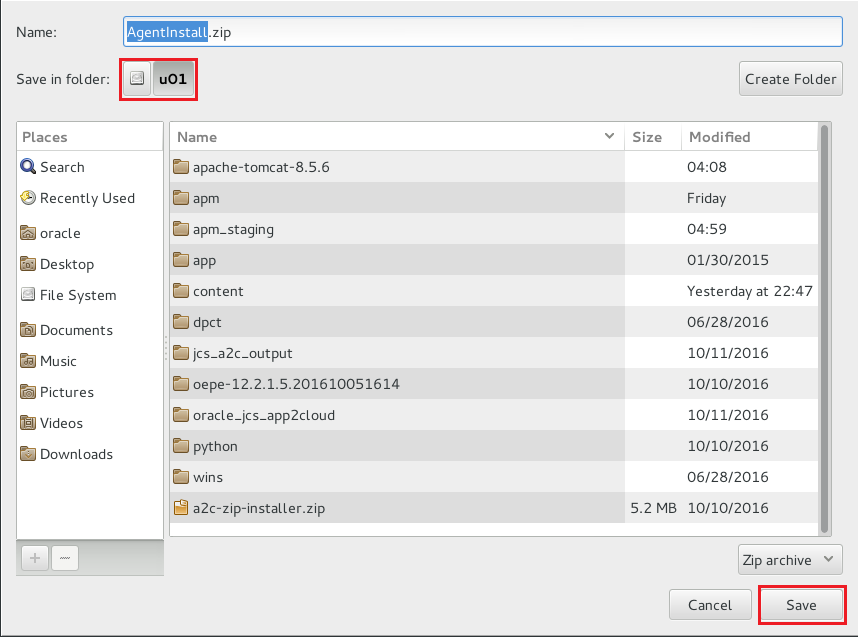 Name: AgentInstall.zip
Save in folder: u01 Create Folder
Places Name Size Modified
Search apache-tomcat-8.5.6 04:08
Recently Used apm Friday
oracle apm_staging 04:59
Desktop app 01/30/2015
File System content Yesterday at 22:47
Documents dpct 06/28/2016
Music jcs_a2c_output 10/11/2016
Pictures oepe-12.2.1.5.201610051614 10/10/2016
Videos oracle_jcs_app2cloud 10/11/2016
Downloads python 10/10/2016
wins 06/28/2016
a2c-zip-installer.zip 5.2 MB 10/10/2016
Zip archive
Cancel Save